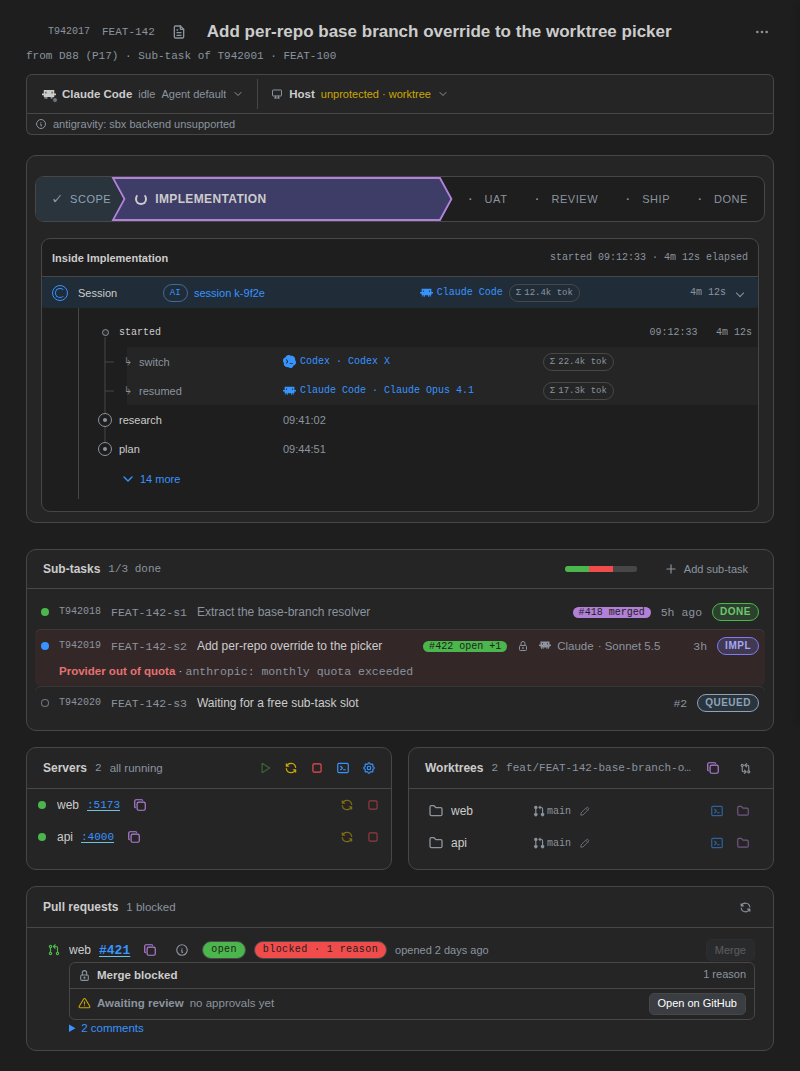 T942017 FEAT-142 Add per-repo base branch override to the worktree picker
from D88 (P17) · Sub-task of T942001 · FEAT-100
Claude Code idle Agent default Host unprotected · worktree
antigravity: sbx backend unsupported
✓ SCOPE IMPLEMENTATION · UAT · REVIEW · SHIP · DONE
Inside Implementation started 09:12:33 · 4m 12s elapsed
Session AI session k-9f2e Claude Code Σ 12.4k tok 4m 12s
started 09:12:33 4m 12s
↳ switch Codex · Codex X Σ 22.4k tok
↳ resumed Claude Code · Claude Opus 4.1 Σ 17.3k tok
research 09:41:02
plan 09:44:51
14 more
Sub-tasks 1/3 done Add sub-task
T942018 FEAT-142-s1 Extract the base-branch resolver #418 merged 5h ago DONE
T942019 FEAT-142-s2 Add per-repo override to the picker #422 open +1 Claude · Sonnet 5.5 3h IMPL
Provider out of quota · anthropic: monthly quota exceeded
T942020 FEAT-142-s3 Waiting for a free sub-task slot #2 QUEUED
Servers 2 all running
web :5173
api :4000
Worktrees 2 feat/FEAT-142-base-branch-o…
web main
api main
Pull requests 1 blocked
web #421 open blocked · 1 reason opened 2 days ago Merge
Merge blocked 1 reason
Awaiting review no approvals yet Open on GitHub
2 comments